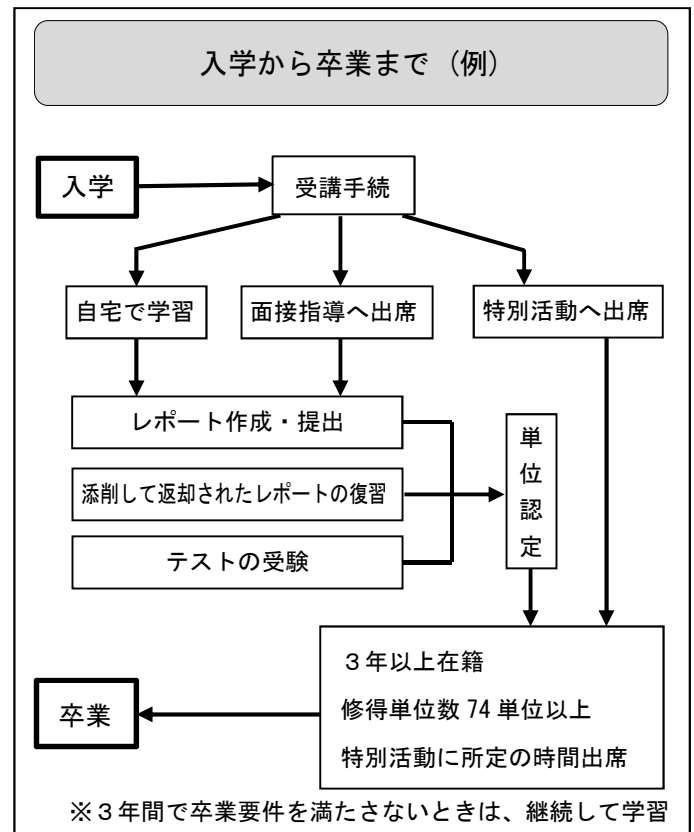 入学から卒業まで（例）
入学
受講手続
自宅で学習
面接指導へ出席
特別活動へ出席
レポート作成・提出
添削して返却されたレポートの復習
テストの受験
単位認定
３年以上在籍
修得単位数 74 単位以上
特別活動に所定の時間出席
卒業
※３年間で卒業要件を満たさないときは、継続して学習